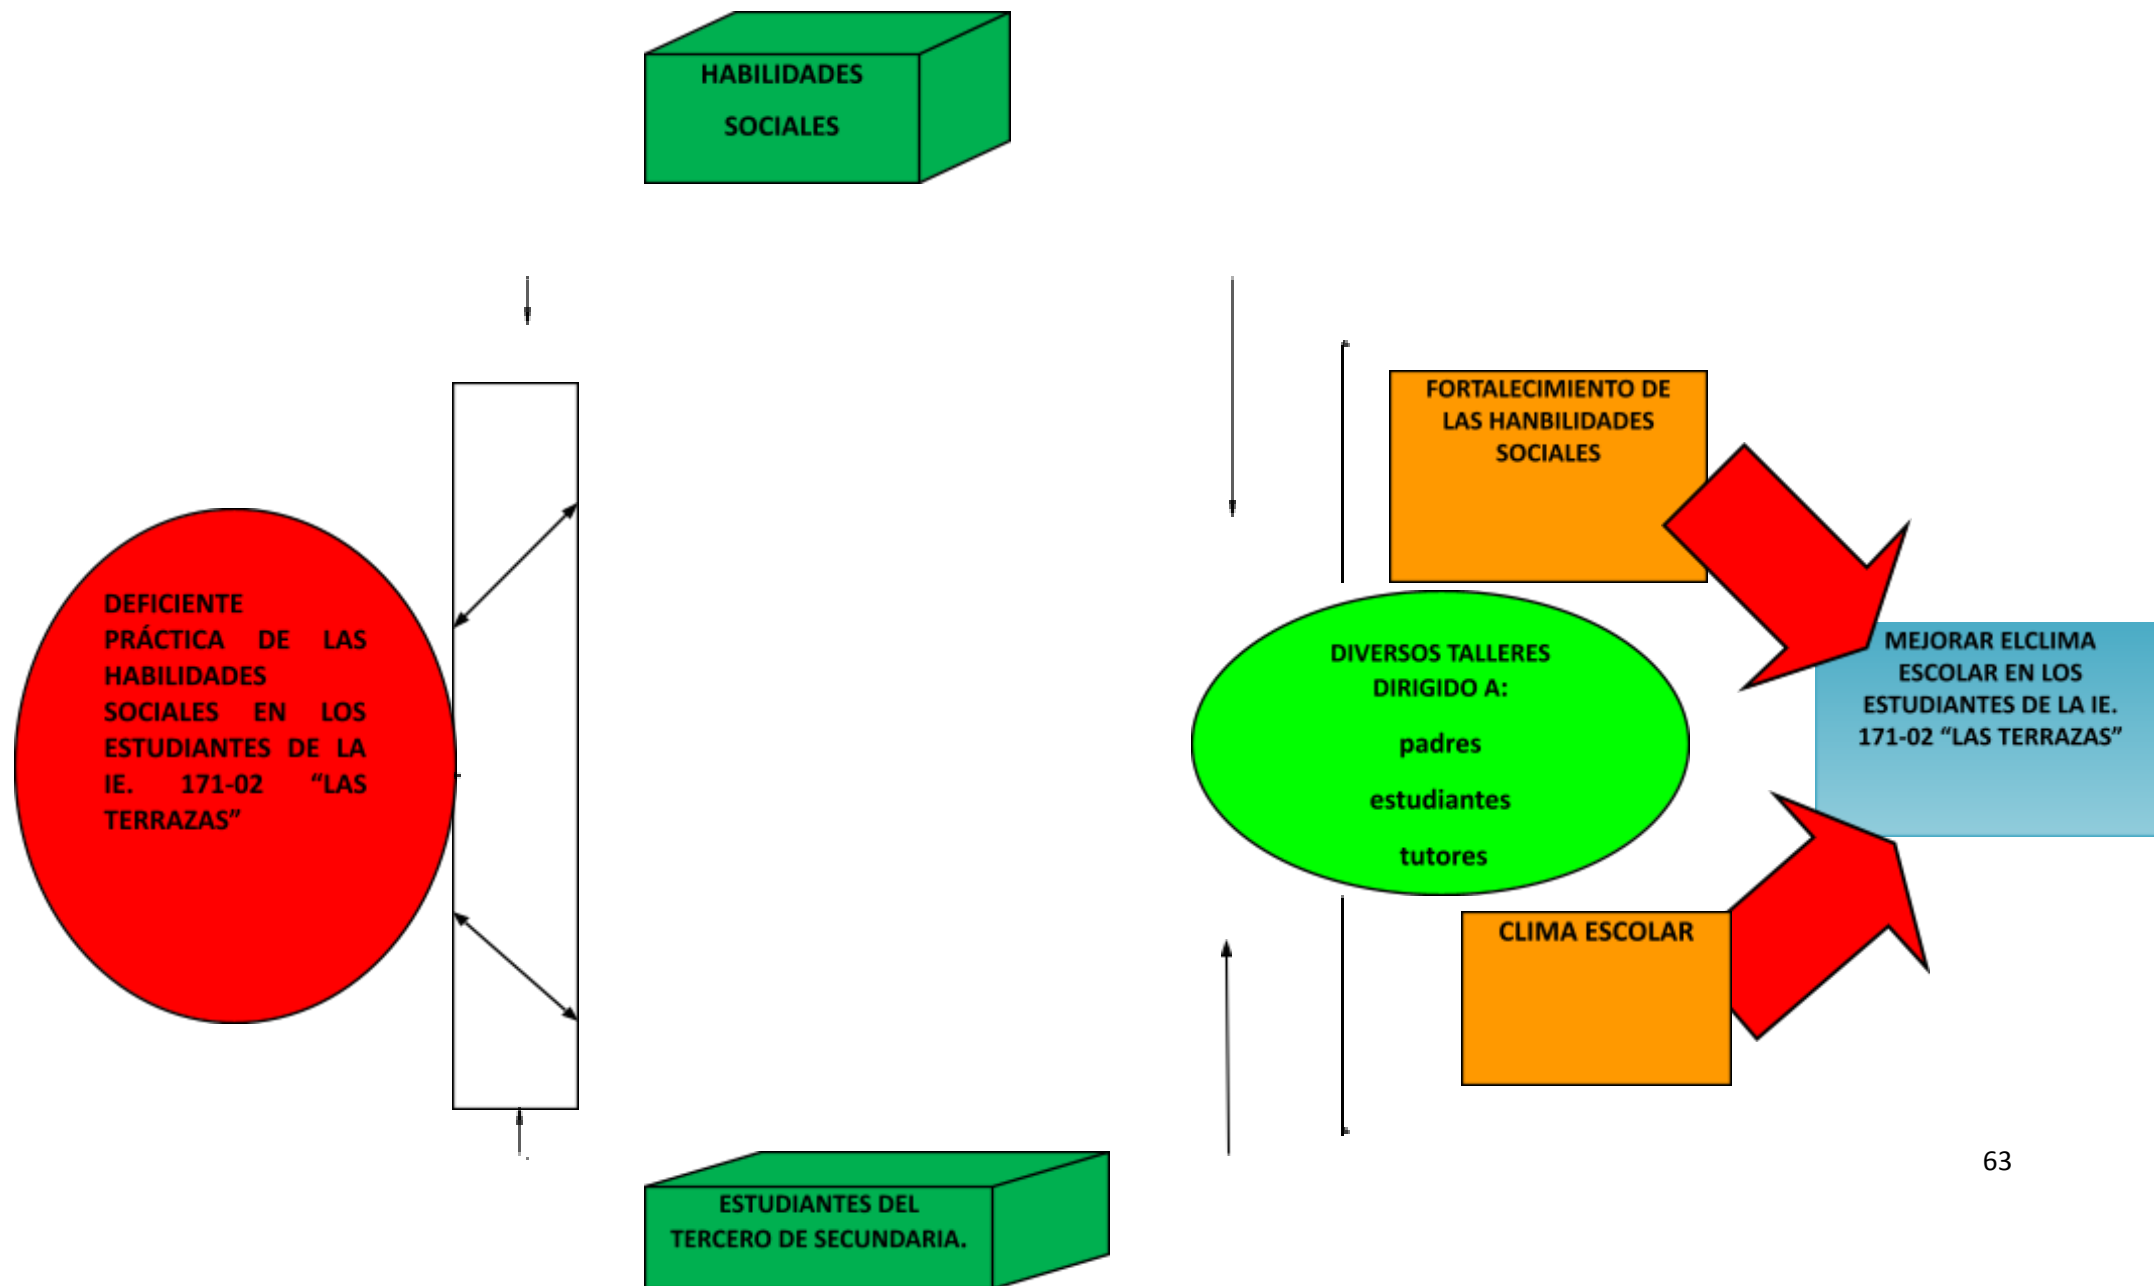 HABILIDADES
SOCIALES
FORTALECIMIENTO DE
LAS HANBILIDADES
SOCIALES
DEFICIENTE
PRÁCTICA DE LAS
HABILIDADES
SOCIALES EN LOS
ESTUDIANTES DE LA
IE. 171-02 “LAS
TERRAZAS”
DIVERSOS TALLERES
DIRIGIDO A:
padres
estudiantes
tutores
MEJORAR ELCLIMA
ESCOLAR EN LOS
ESTUDIANTES DE LA IE.
171-02 “LAS TERRAZAS”
CLIMA ESCOLAR
ESTUDIANTES DEL
TERCERO DE SECUNDARIA.
63